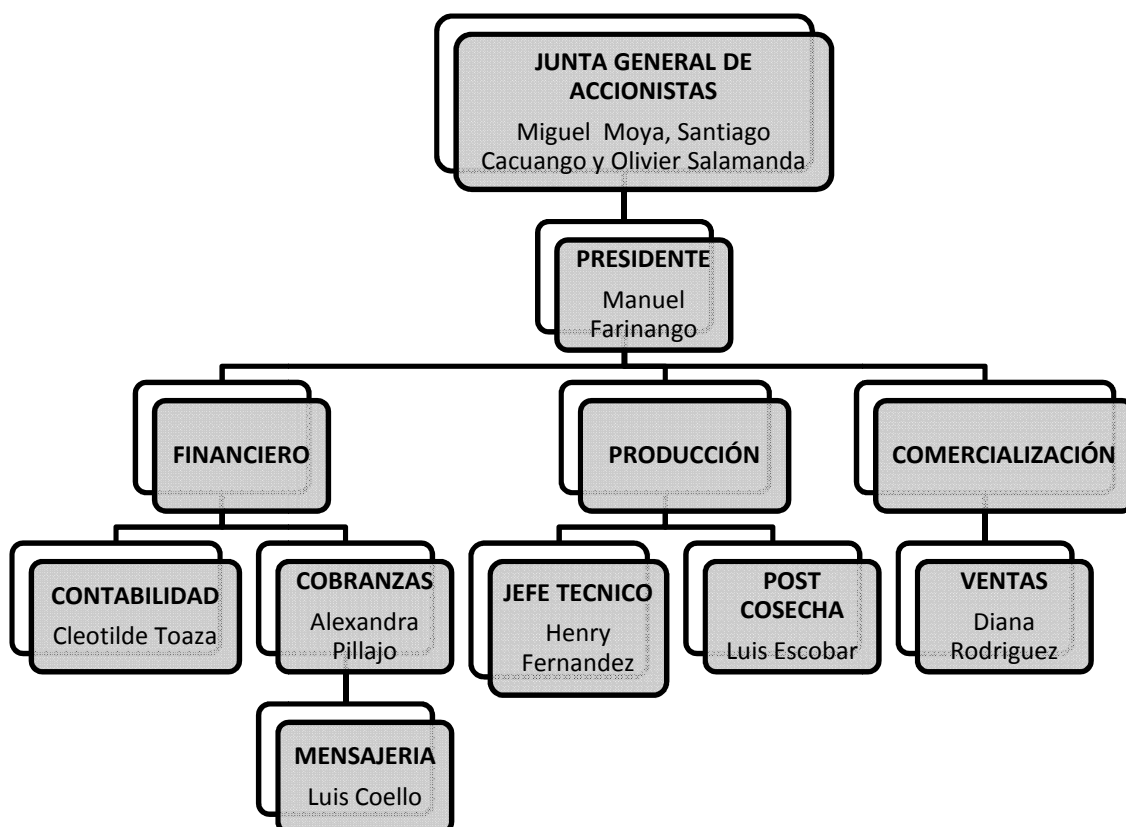 JUNTA GENERAL DE
ACCIONISTAS
Miguel  Moya, Santiago
Cacuango y Olivier Salamanda
PRESIDENTE
Manuel
Farinango
FINANCIERO
PRODUCCIÓN
COMERCIALIZACIÓN
CONTABILIDAD
Cleotilde Toaza
COBRANZAS
Alexandra
Pillajo
JEFE TECNICO
Henry
Fernandez
POST
COSECHA
Luis Escobar
VENTAS
Diana
Rodriguez
MENSAJERIA
Luis Coello